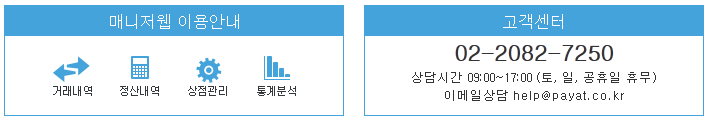 매니저웹 이용안내
거래내역 정산내역 상점관리 통계분석
고객센터
02-2082-7250
상담시간 09:00~17:00 (토, 일, 공휴일 휴무)
이메일상담 help@payat.co.kr